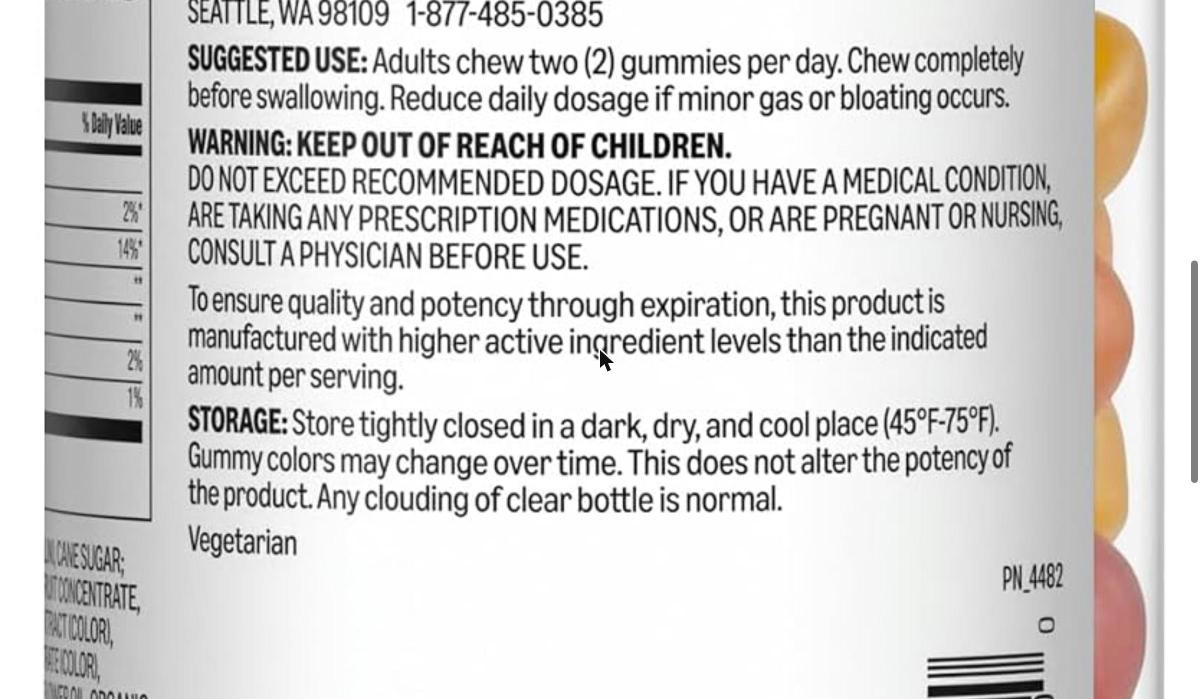 SEATTLE, WA 98109 1-877-485-0385
SUGGESTED USE: Adults chew two (2) gummies per day. Chew completely
before swallowing. Reduce daily dosage if minor gas or bloating occurs.
WARNING: KEEP OUT OF REACH OF CHILDREN.
DO NOT EXCEED RECOMMENDED DOSAGE. IF YOU HAVE A MEDICAL CONDITION,
ARE TAKING ANY PRESCRIPTION MEDICATIONS, OR ARE PREGNANT OR NURSING,
CONSULT A PHYSICIAN BEFORE USE.
To ensure quality and potency through expiration, this product is
manufactured with higher active ingredient levels than the indicated
amount per serving.
STORAGE: Store tightly closed in a dark, dry, and cool place (45°F-75°F).
Gummy colors may change over time. This does not alter the potency of
the product. Any clouding of clear bottle is normal.
Vegetarian
PN_4482
0
% Daily Value
2%*
14%*
**
**
2%
1%
CANE SUGAR;
CONCENTRATE,
(COLOR),
(COLOR),
OIL, ORGANIC